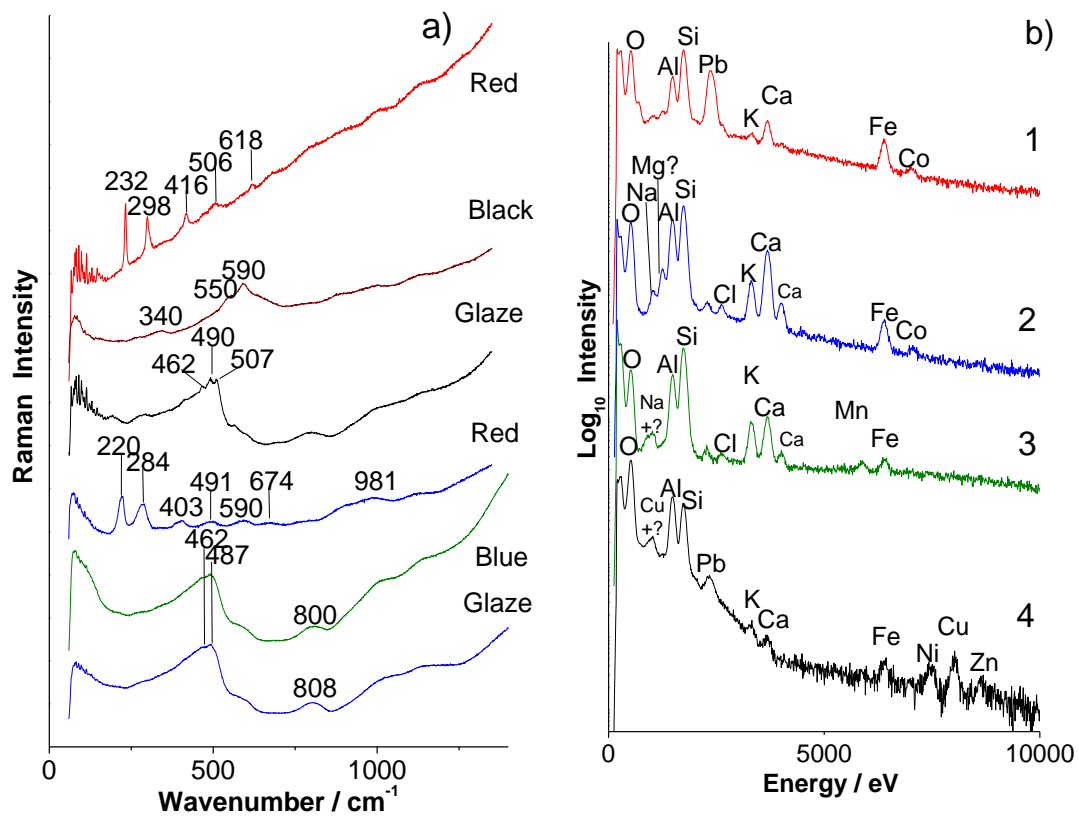 a)
Red
618
506
416
232
298
Black
590
550
340
Glaze
490
462
507
Red
220
284
491
674
981
403
590
462
487
Blue
800
Glaze
808
0
500
1000
Wavenumber / cm⁻¹
Raman Intensity
b)
O
Si
Al
Pb
Ca
K
Fe
Co
1
Mg?
Na
Si
O
Al
Ca
K
Ca
Cl
Fe
Co
2
Si
O
Al
K
Na
+?
Ca
Mn
Ca
Cl
Fe
3
O
Cu
+?
Al
Si
Pb
K
Ca
Fe
Ni
Cu
Zn
4
0
5000
10000
Energy / eV
Log₁₀ Intensity